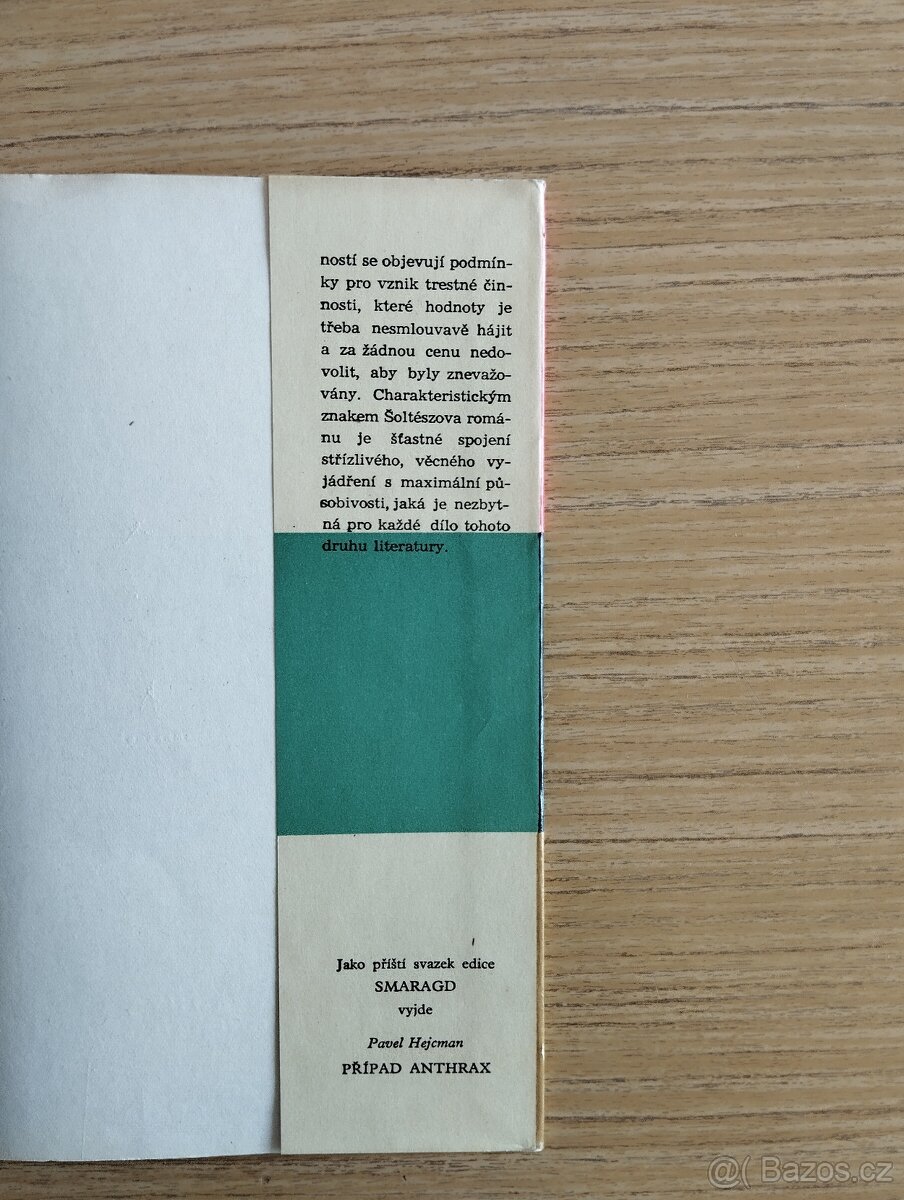 ností se objevují podmín-
ky pro vznik trestné čin-
nosti, které hodnoty je
třeba nesmlouvavě hájit
a za žádnou cenu nedo-
volit, aby byly znevažo-
vány. Charakteristickým
znakem Šoltészova romá-
nu je šťastné spojení
střízlivého, věcného vy-
jádření s maximální pů-
sobivosti, jaká je nezbyt-
ná pro každé dílo tohoto
druhu literatury.
Jako příští svazek edice
SMARAGD
vyjde
Pavel Hejcman
PŘÍPAD ANTHRAX
@( Bazos.cz